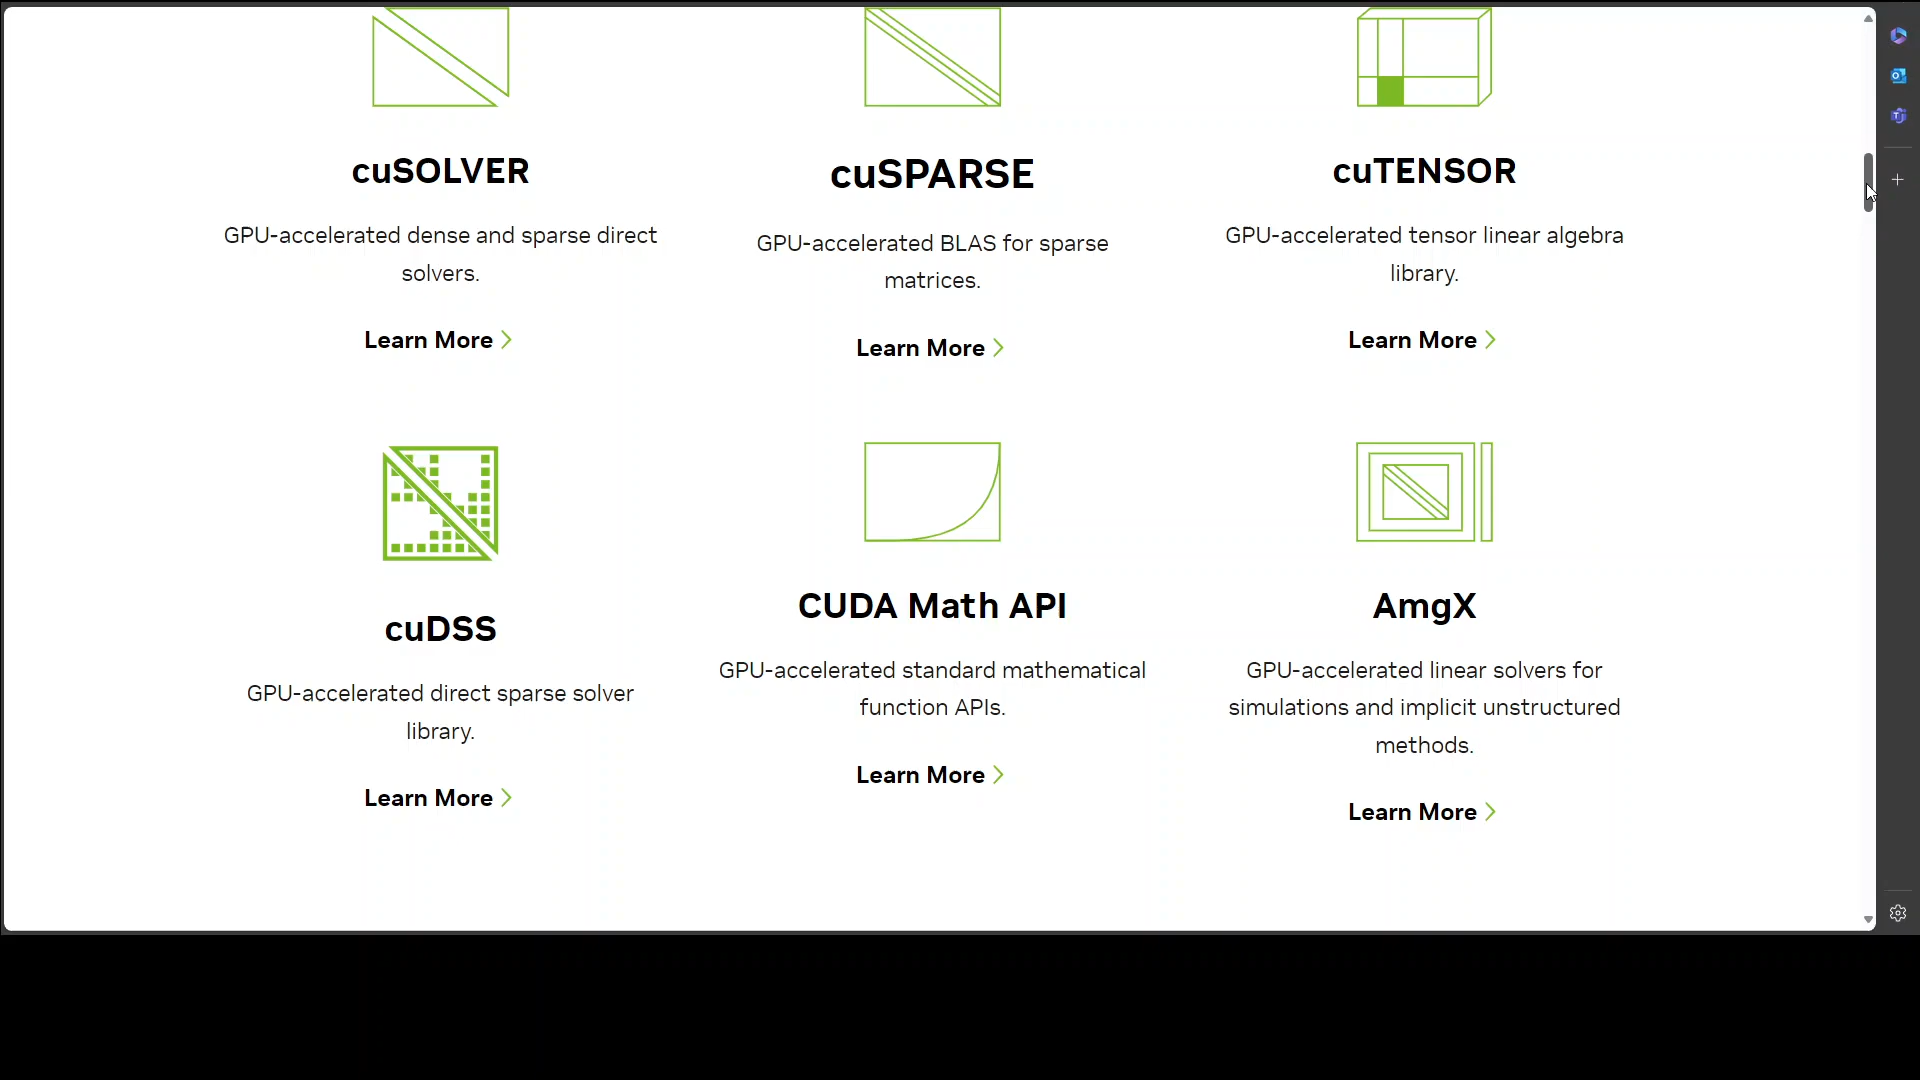 cuSOLVER
GPU-accelerated dense and sparse direct
solvers.
Learn More
cuSPARSE
GPU-accelerated BLAS for sparse
matrices.
Learn More
cuTENSOR
GPU-accelerated tensor linear algebra
library.
Learn More
cuDSS
GPU-accelerated direct sparse solver
library.
Learn More
CUDA Math API
GPU-accelerated standard mathematical
function APIs.
Learn More
AmgX
GPU-accelerated linear solvers for
simulations and implicit unstructured
methods.
Learn More